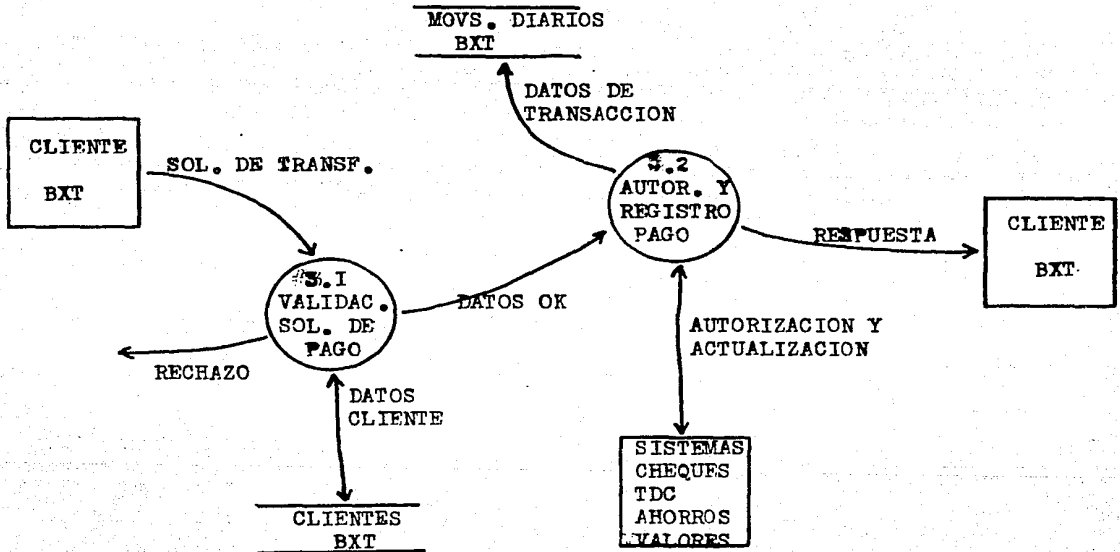 MOVS. DIARIOS
BXT
DATOS DE
TRANSACCION
CLIENTE
BXT
SOL. DE TRANSF.
3.2
AUTOR. Y
REGISTRO
PAGO
RESPUESTA
CLIENTE
BXT
3.I
VALIDAC.
SOL. DE
PAGO
DATOS OK
RECHAZO
DATOS
CLIENTE
AUTORIZACION Y
ACTUALIZACION
CLIENTES
BXT
SISTEMAS
CHEQUES
TDC
AHORROS
VALORES